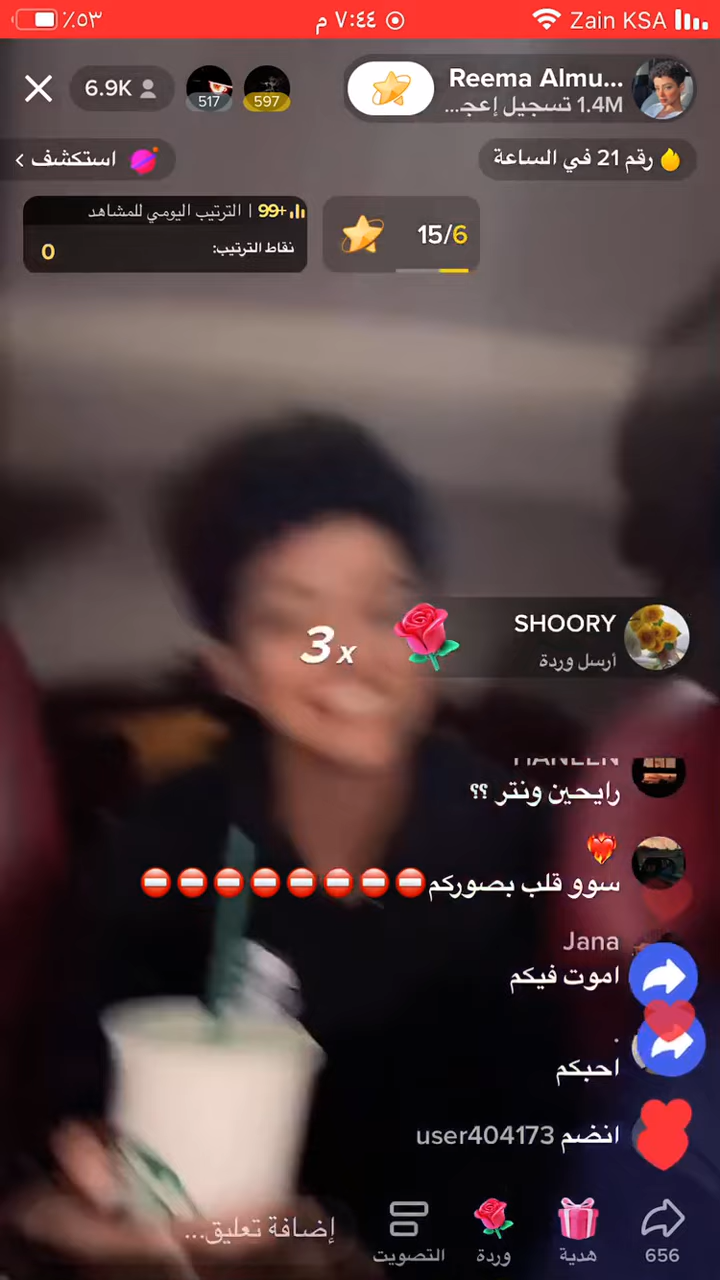 ٪٥٣
٧:٤٤ م
Zain KSA
Reema Almu...
1.4M تسجيل إعج...
6.9K
517
597
رقم 21 في الساعة
استكشف
99+ | الترتيب اليومي للمشاهد
نقاط الترتيب:
0
15/6
SHOORY
أرسل وردة
3x
HANEEN
رايحين ونتر ؟؟
سوو قلب بصوركم
Jana
اموت فيكم
.
احبكم
user404173 انضم
إضافة تعليق...
التصويت
وردة
هدية
656